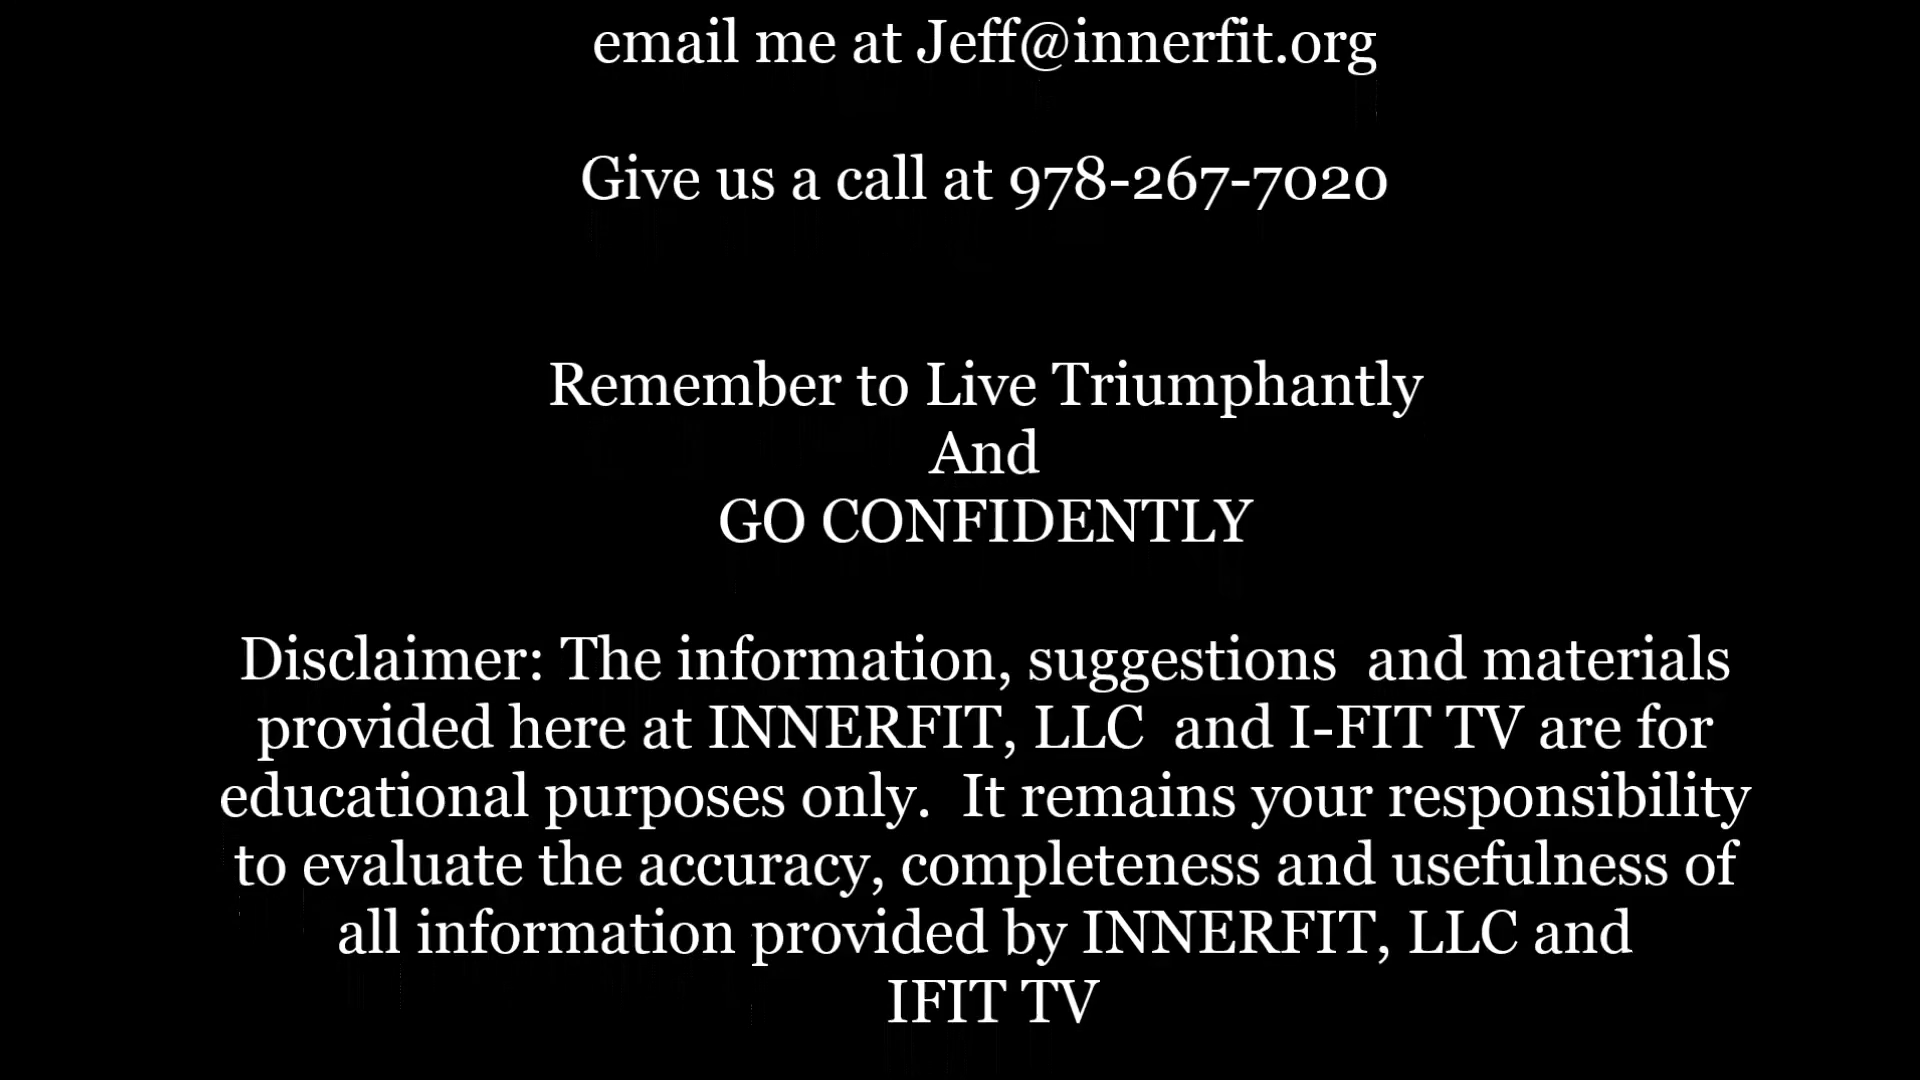 email me at Jeff@innerfit.org
Give us a call at 978-267-7020
Remember to Live Triumphantly
And
GO CONFIDENTLY
Disclaimer: The information, suggestions  and materials
provided here at INNERFIT, LLC  and I-FIT TV are for
educational purposes only.  It remains your responsibility
to evaluate the accuracy, completeness and usefulness of
all information provided by INNERFIT, LLC and
IFIT TV